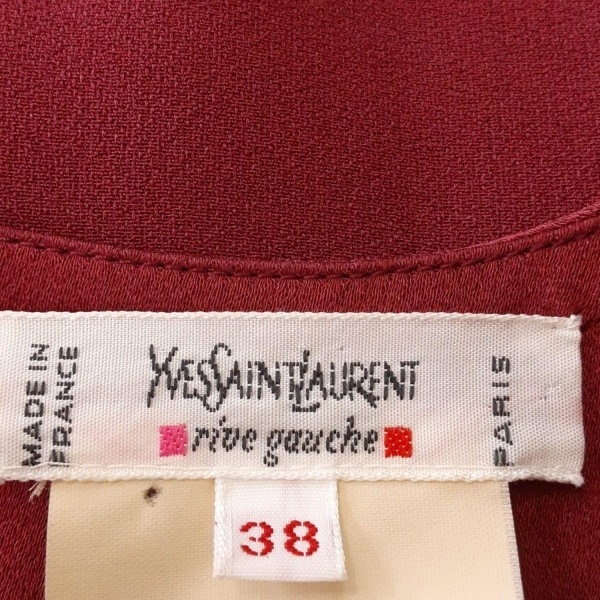 MADE IN
FRANCE
YVESSAINTLAURENT
rive gauche
PARIS
38